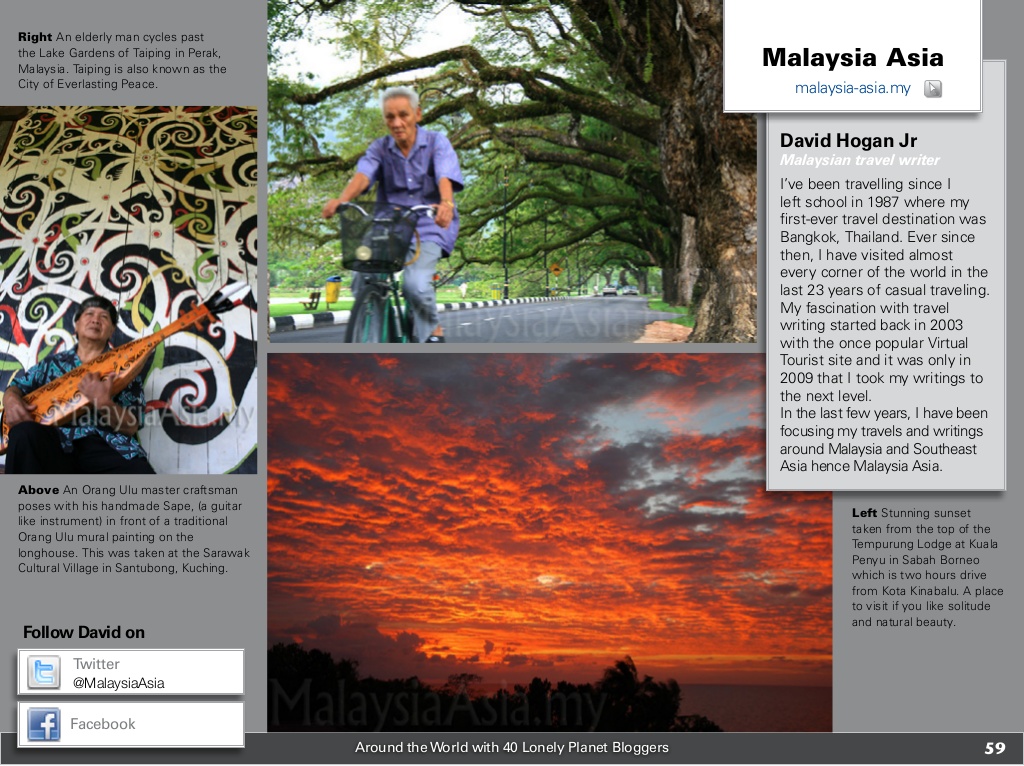 Right An elderly man cycles past
the Lake Gardens of Taiping in Perak,
Malaysia. Taiping is also known as the
City of Everlasting Peace.
MalaysiaAsia.my
Above An Orang Ulu master craftsman
poses with his handmade Sape, (a guitar
like instrument) in front of a traditional
Orang Ulu mural painting on the
longhouse. This was taken at the Sarawak
Cultural Village in Santubong, Kuching.
Follow David on
Twitter
@MalaysiaAsia
Facebook
MalaysiaAsia
MalaysiaAsia.my
Malaysia Asia
malaysia-asia.my
David Hogan Jr
Malaysian travel writer
I've been travelling since I
left school in 1987 where my
first-ever travel destination was
Bangkok, Thailand. Ever since
then, I have visited almost
every corner of the world in the
last 23 years of casual traveling.
My fascination with travel
writing started back in 2003
with the once popular Virtual
Tourist site and it was only in
2009 that I took my writings to
the next level.
In the last few years, I have been
focusing my travels and writings
around Malaysia and Southeast
Asia hence Malaysia Asia.
Left Stunning sunset
taken from the top of the
Tempurung Lodge at Kuala
Penyu in Sabah Borneo
which is two hours drive
from Kota Kinabalu. A place
to visit if you like solitude
and natural beauty.
Around the World with 40 Lonely Planet Bloggers
59